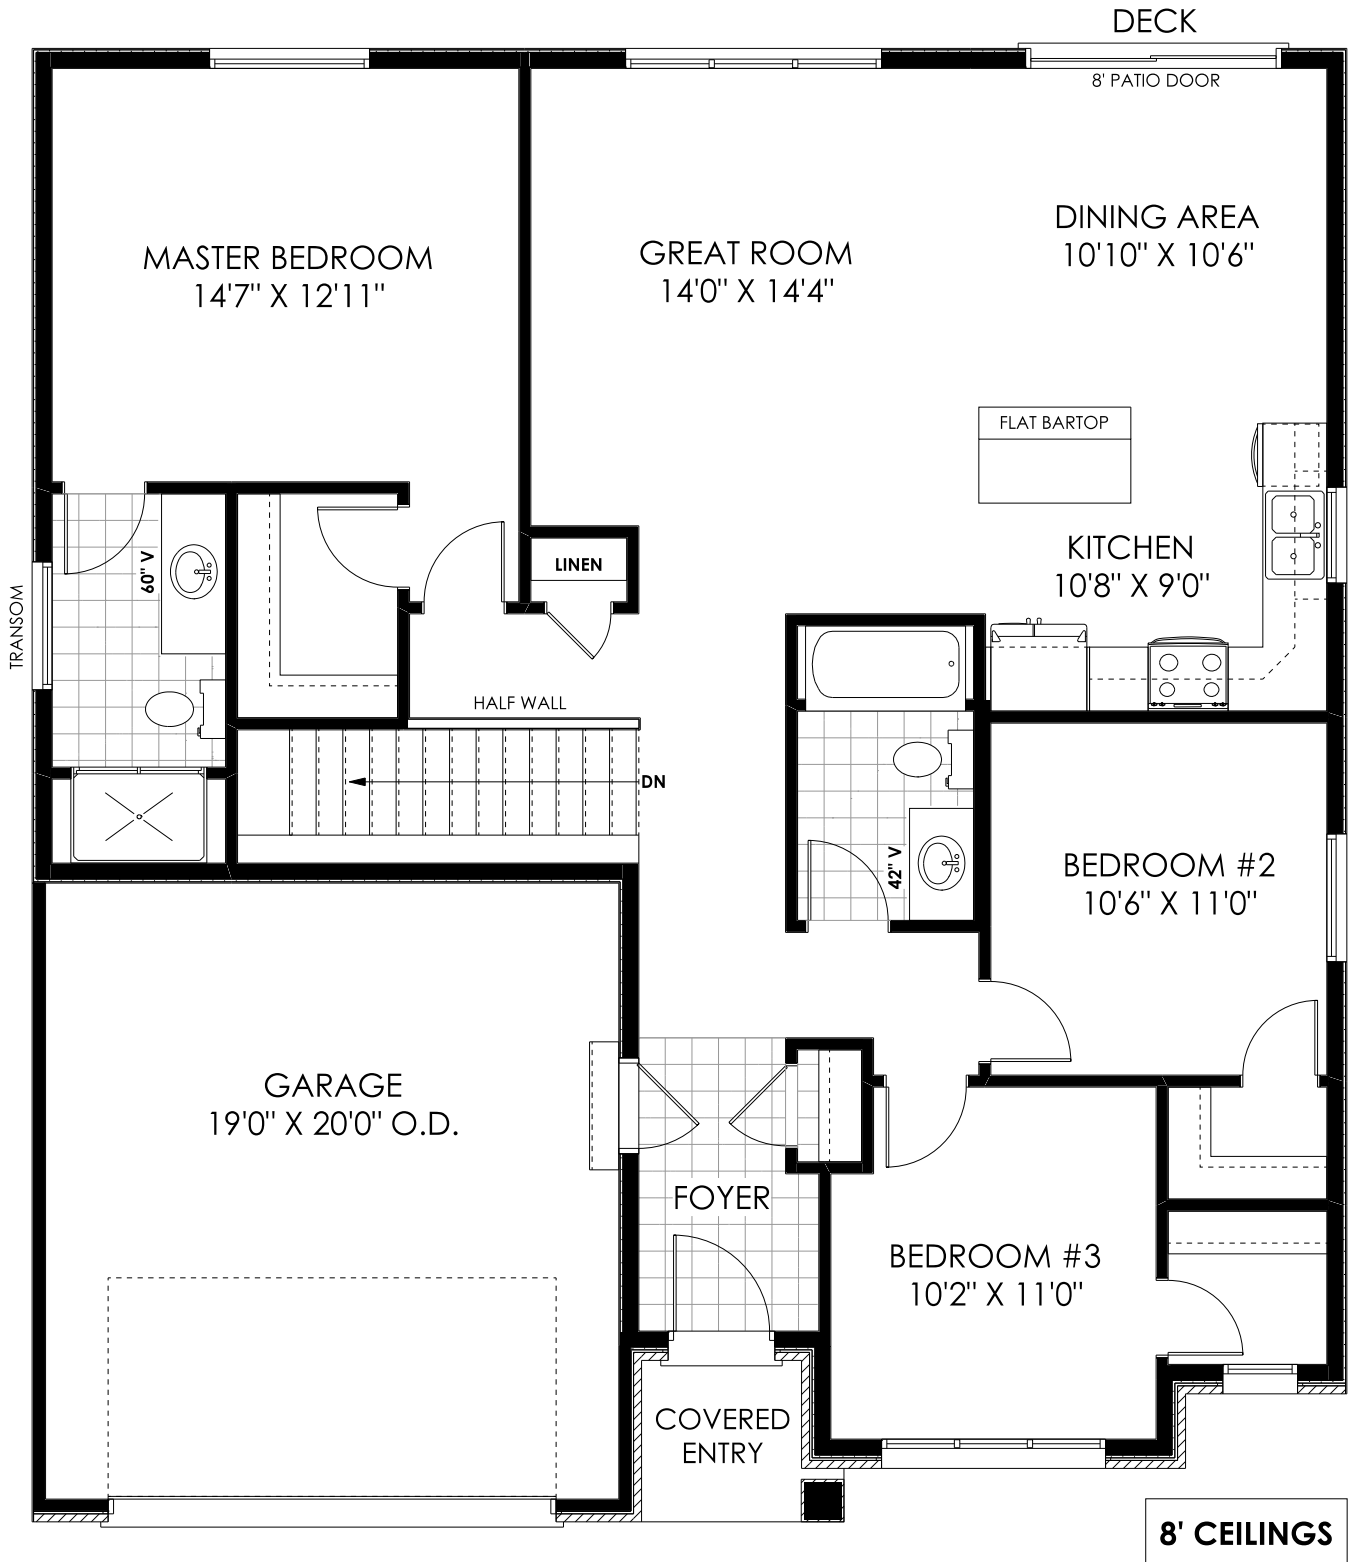 DECK
8' PATIO DOOR
DINING AREA
10'10" X 10'6"
MASTER BEDROOM
14'7" X 12'11"
GREAT ROOM
14'0" X 14'4"
FLAT BARTOP
KITCHEN
10'8" X 9'0"
LINEN
60" V
TRANSOM
HALF WALL
DN
42" V
BEDROOM #2
10'6" X 11'0"
GARAGE
19'0" X 20'0" O.D.
FOYER
BEDROOM #3
10'2" X 11'0"
COVERED
ENTRY
8' CEILINGS